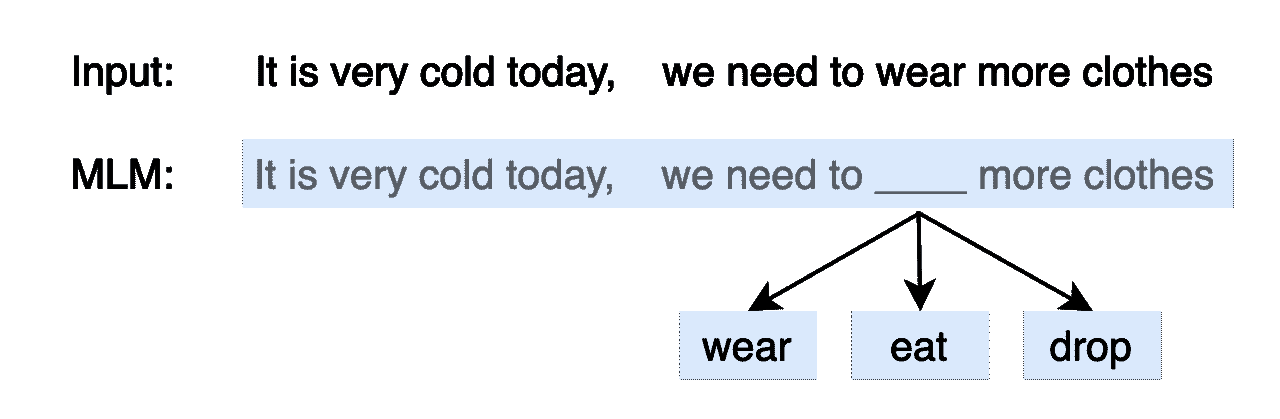 Input: It is very cold today, we need to wear more clothes
MLM: It is very cold today, we need to ____ more clothes
wear eat drop